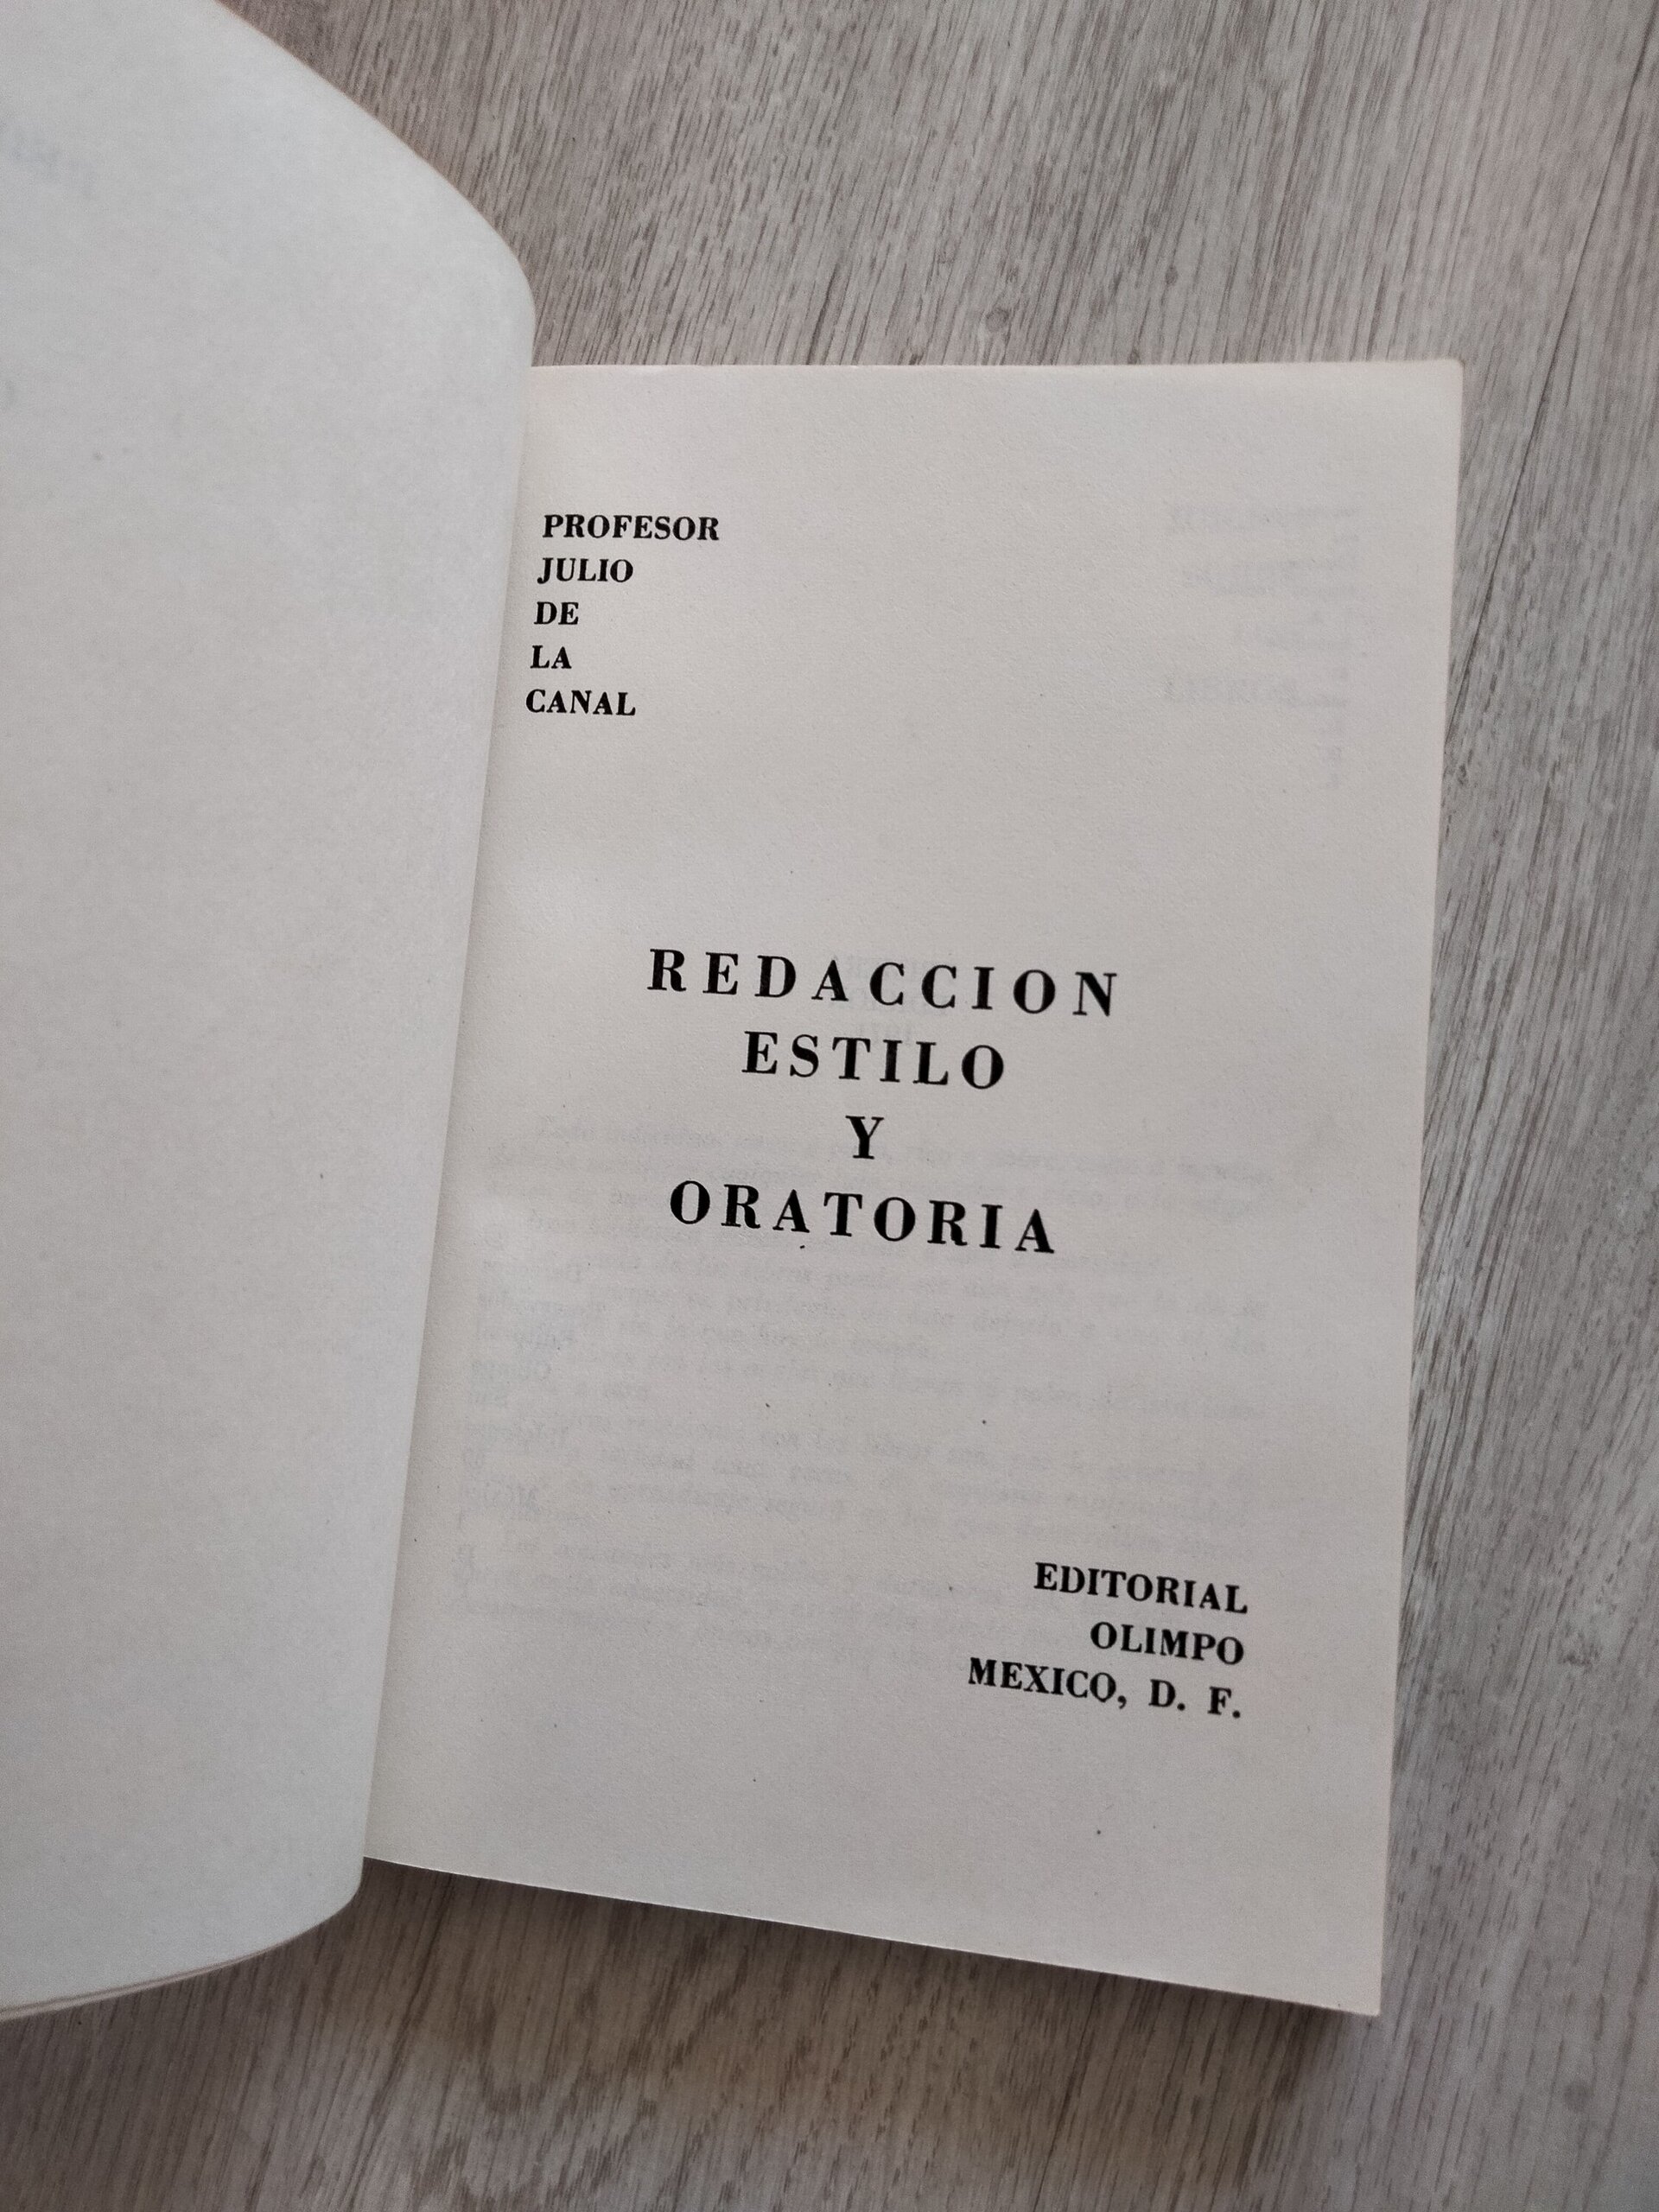 PROFESOR
JULIO
DE
LA
CANAL
REDACCION
ESTILO
Y
ORATORIA
EDITORIAL
OLIMPO
MEXICO, D. F.